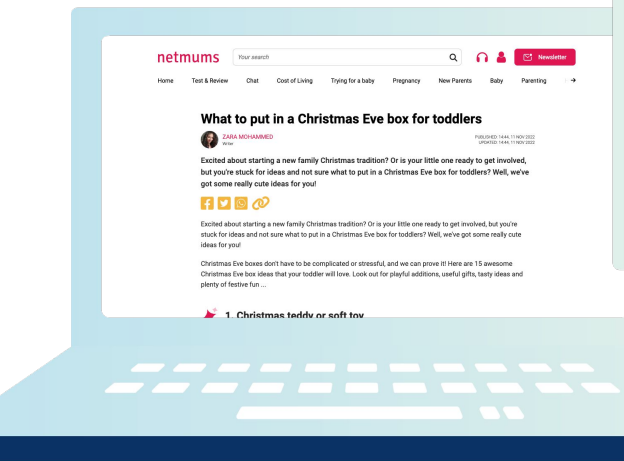 netmums Your search Newsletter
Home Test & Review Chat Cost of Living Trying for a baby Pregnancy New Parents Baby Parenting
What to put in a Christmas Eve box for toddlers
ZARA MOHAMMED
Writer
PUBLISHED: 14:44, 11 NOV 2022
UPDATED: 14:44, 11 NOV 2022
Excited about starting a new family Christmas tradition? Or is your little one ready to get involved,
but you're stuck for ideas and not sure what to put in a Christmas Eve box for toddlers? Well, we've
got some really cute ideas for you!
Excited about starting a new family Christmas tradition? Or is your little one ready to get involved, but you're
stuck for ideas and not sure what to put in a Christmas Eve box for toddlers? Well, we've got some really cute
ideas for you!
Christmas Eve boxes don't have to be complicated or stressful, and we can prove it! Here are 15 awesome
Christmas Eve box ideas that your toddler will love. Look out for playful additions, useful gifts, tasty ideas and
plenty of festive fun ...
1. Christmas teddy or soft toy